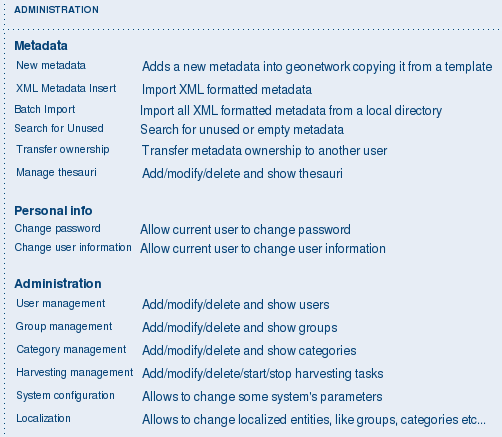 ADMINISTRATION
Metadata
New metadata Adds a new metadata into geonetwork copying it from a template
XML Metadata Insert Import XML formatted metadata
Batch Import Import all XML formatted metadata from a local directory
Search for Unused Search for unused or empty metadata
Transfer ownership Transfer metadata ownership to another user
Manage thesauri Add/modify/delete and show thesauri
Personal info
Change password Allow current user to change password
Change user information Allow current user to change user information
Administration
User management Add/modify/delete and show users
Group management Add/modify/delete and show groups
Category management Add/modify/delete and show categories
Harvesting management Add/modify/delete/start/stop harvesting tasks
System configuration Allows to change some system's parameters
Localization Allows to change localized entities, like groups, categories etc...